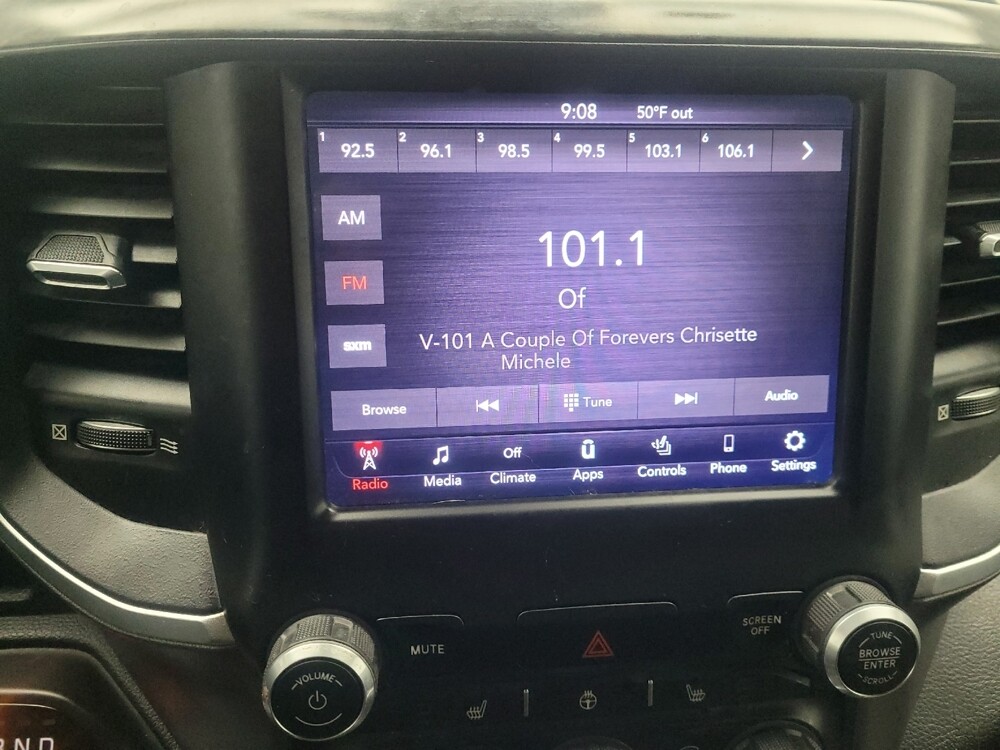 9:08 50°F out
1 92.5 2 96.1 3 98.5 4 99.5 5 103.1 6 106.1
AM
101.1
FM
Of
sxm
V-101 A Couple Of Forevers Chrisette
Michele
Browse Tune Audio
Off
Radio Media Climate Apps Controls Phone Settings
MUTE
SCREEN
OFF
VOLUME
TUNE
BROWSE
ENTER
SCROLL
RND